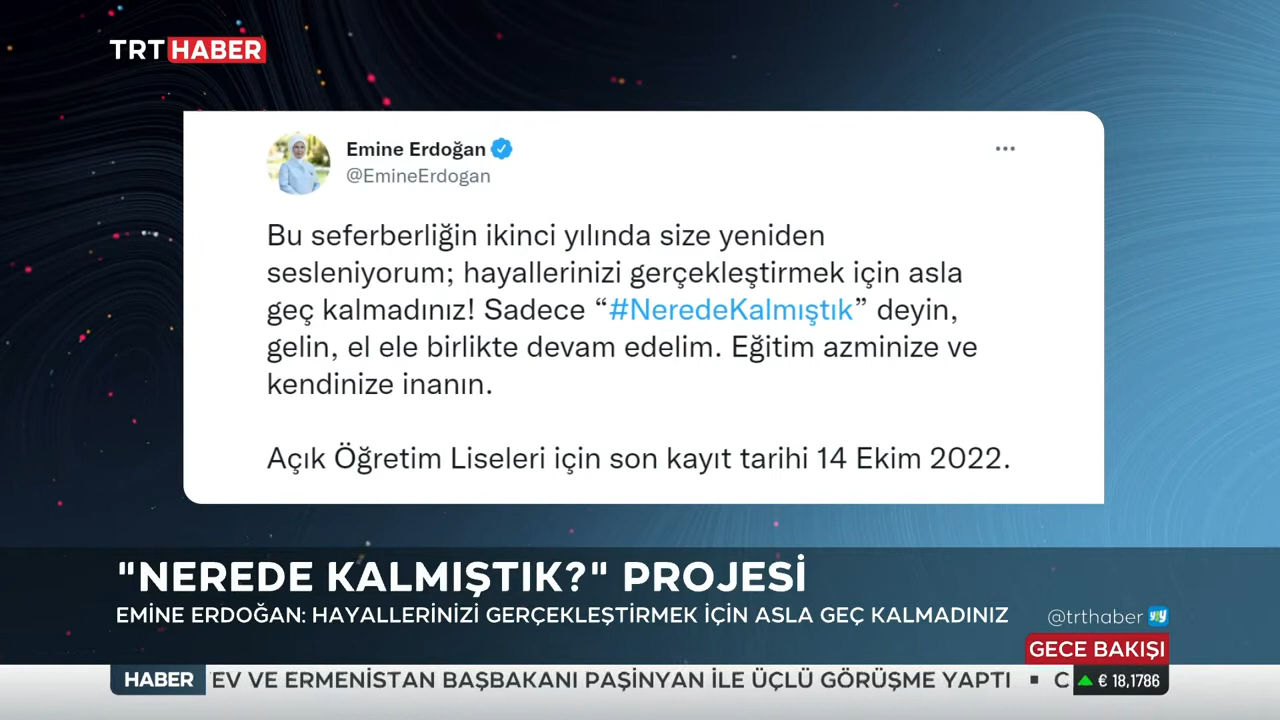 TRT HABER
Emine Erdoğan
@EmineErdogan
Bu seferberliğin ikinci yılında size yeniden
sesleniyorum; hayallerinizi gerçekleştirmek için asla
geç kalmadınız! Sadece “#NeredeKalmıştık” deyin,
gelin, el ele birlikte devam edelim. Eğitim azminize ve
kendinize inanın.
Açık Öğretim Liseleri için son kayıt tarihi 14 Ekim 2022.
"NEREDE KALMIŞTIK?" PROJESİ
EMİNE ERDOĞAN: HAYALLERİNİZİ GERÇEKLEŞTİRMEK İÇİN ASLA GEÇ KALMADINIZ
@trthaber
GECE BAKIŞI
HABER EV VE ERMENİSTAN BAŞBAKANI PAŞİNYAN İLE ÜÇLÜ GÖRÜŞME YAPTI ▪ C € 18,1786